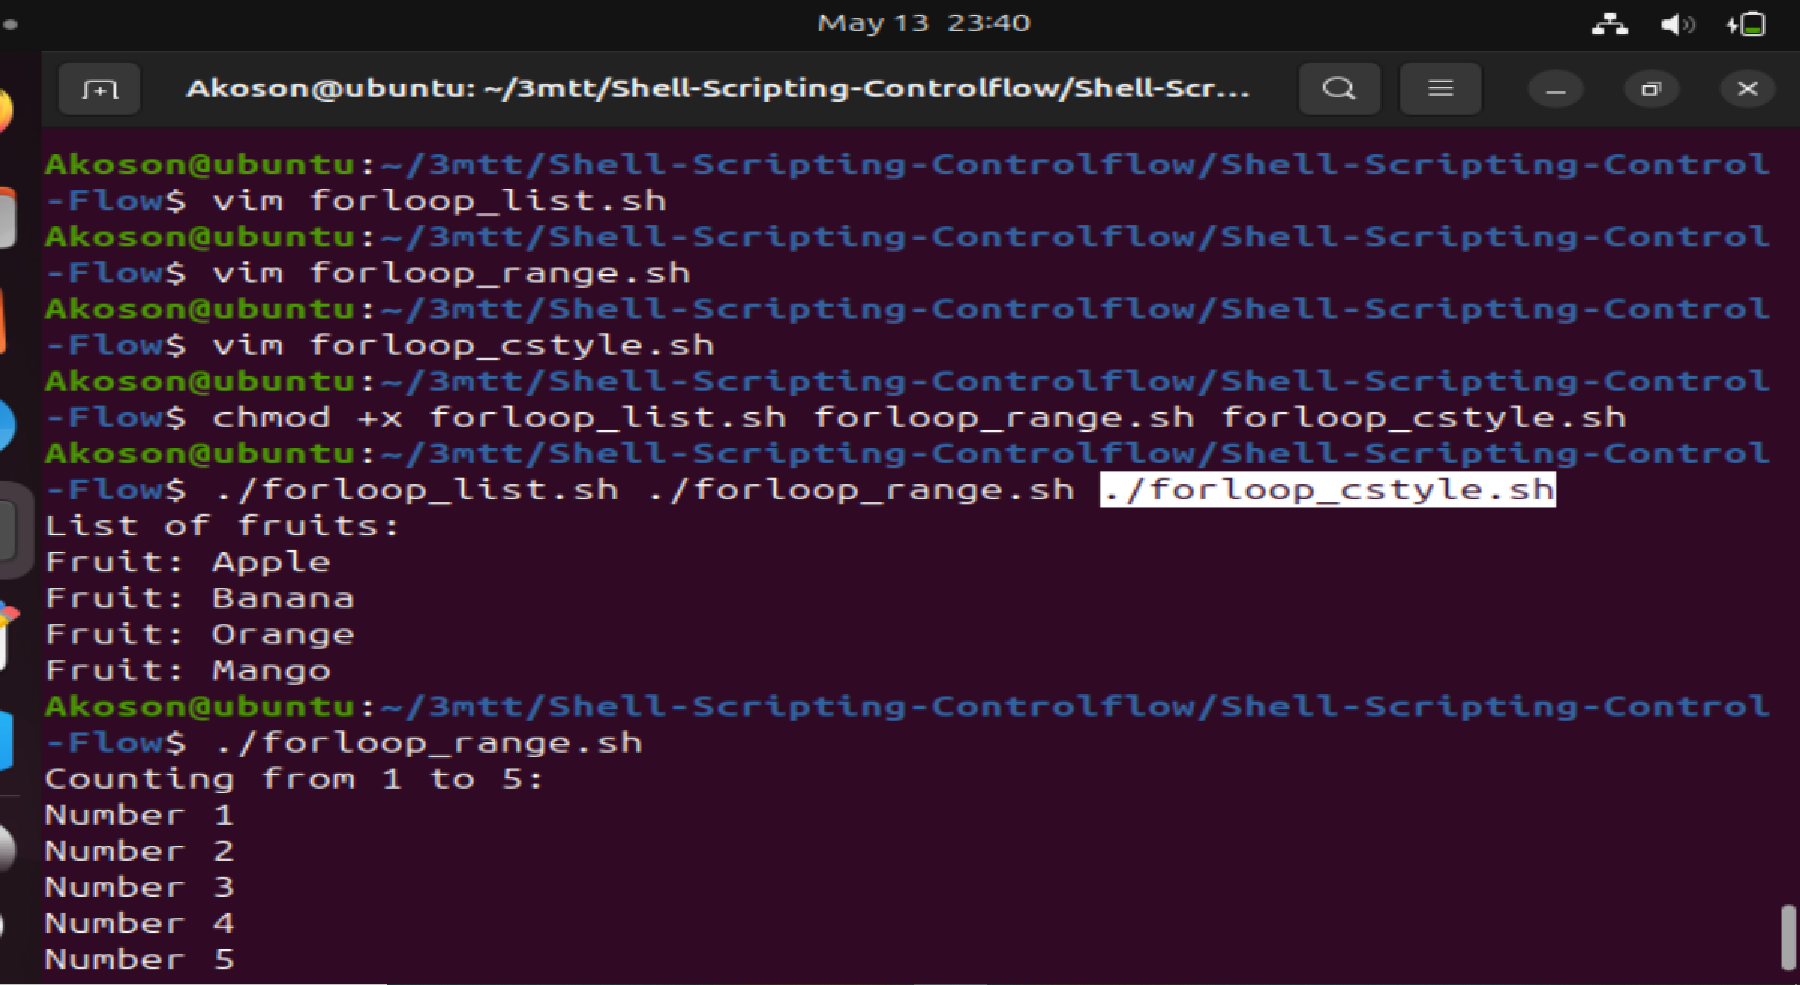 May 13 23:40
Akoson@ubuntu: ~/3mtt/Shell-Scripting-Controlflow/Shell-Scr...
Akoson@ubuntu:~/3mtt/Shell-Scripting-Controlflow/Shell-Scripting-Control
-Flow$ vim forloop_list.sh
Akoson@ubuntu:~/3mtt/Shell-Scripting-Controlflow/Shell-Scripting-Control
-Flow$ vim forloop_range.sh
Akoson@ubuntu:~/3mtt/Shell-Scripting-Controlflow/Shell-Scripting-Control
-Flow$ vim forloop_cstyle.sh
Akoson@ubuntu:~/3mtt/Shell-Scripting-Controlflow/Shell-Scripting-Control
-Flow$ chmod +x forloop_list.sh forloop_range.sh forloop_cstyle.sh
Akoson@ubuntu:~/3mtt/Shell-Scripting-Controlflow/Shell-Scripting-Control
-Flow$ ./forloop_list.sh ./forloop_range.sh ./forloop_cstyle.sh
List of fruits:
Fruit: Apple
Fruit: Banana
Fruit: Orange
Fruit: Mango
Akoson@ubuntu:~/3mtt/Shell-Scripting-Controlflow/Shell-Scripting-Control
-Flow$ ./forloop_range.sh
Counting from 1 to 5:
Number 1
Number 2
Number 3
Number 4
Number 5